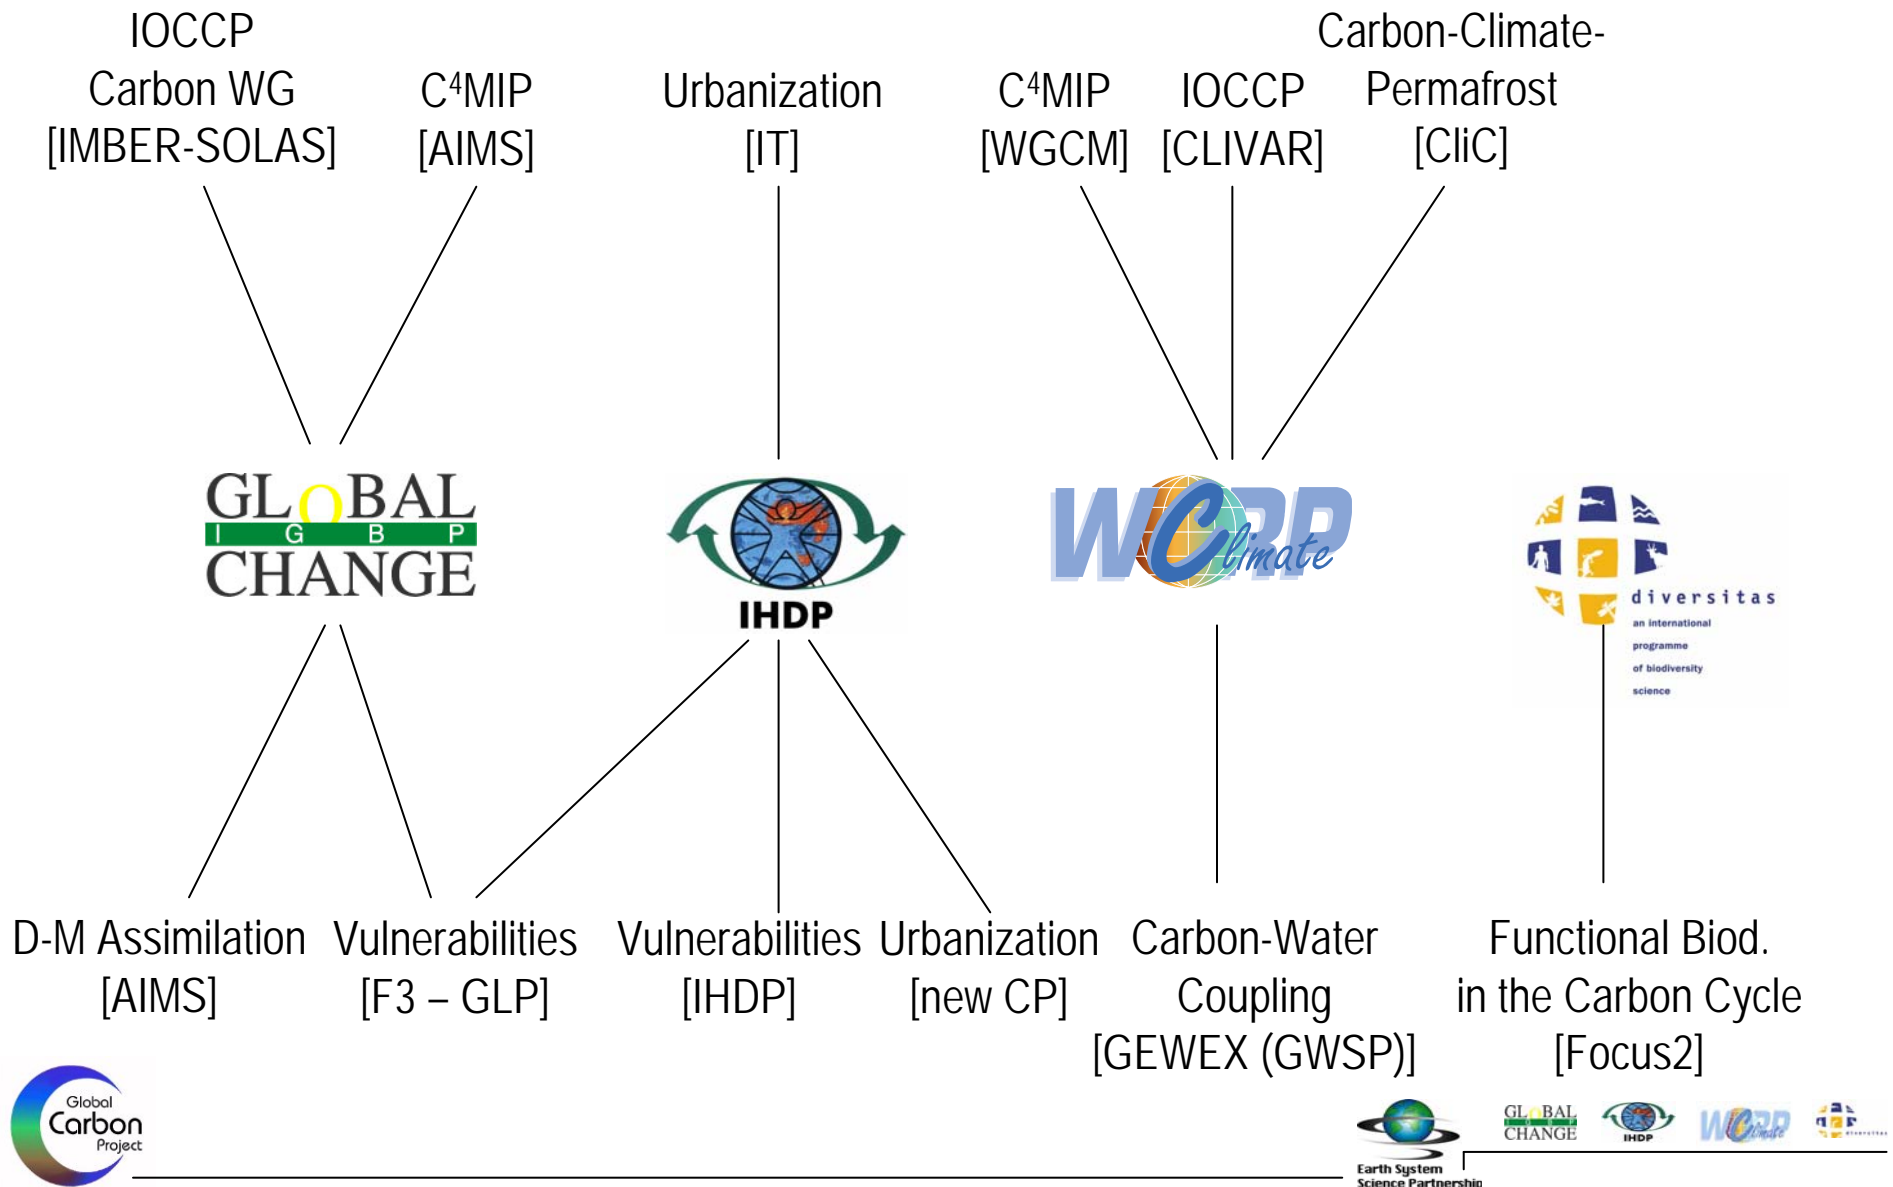 IOCCP
Carbon WG
[IMBER-SOLAS]
C⁴MIP
[AIMS]
Urbanization
[IT]
C⁴MIP
[WGCM]
IOCCP
[CLIVAR]
Carbon-Climate-
Permafrost
[CliC]
GLOBAL
I G B P
CHANGE
IHDP
WCRP
Climate
diversitas
an international
programme
of biodiversity
science
D-M Assimilation
[AIMS]
Vulnerabilities
[F3 – GLP]
Vulnerabilities
[IHDP]
Urbanization
[new CP]
Carbon-Water
Coupling
[GEWEX (GWSP)]
Functional Biod.
in the Carbon Cycle
[Focus2]
Global
Carbon
Project
Earth System
Science Partnership
GLOBAL
I G B P
CHANGE
IHDP
WCRP
Climate
diversitas